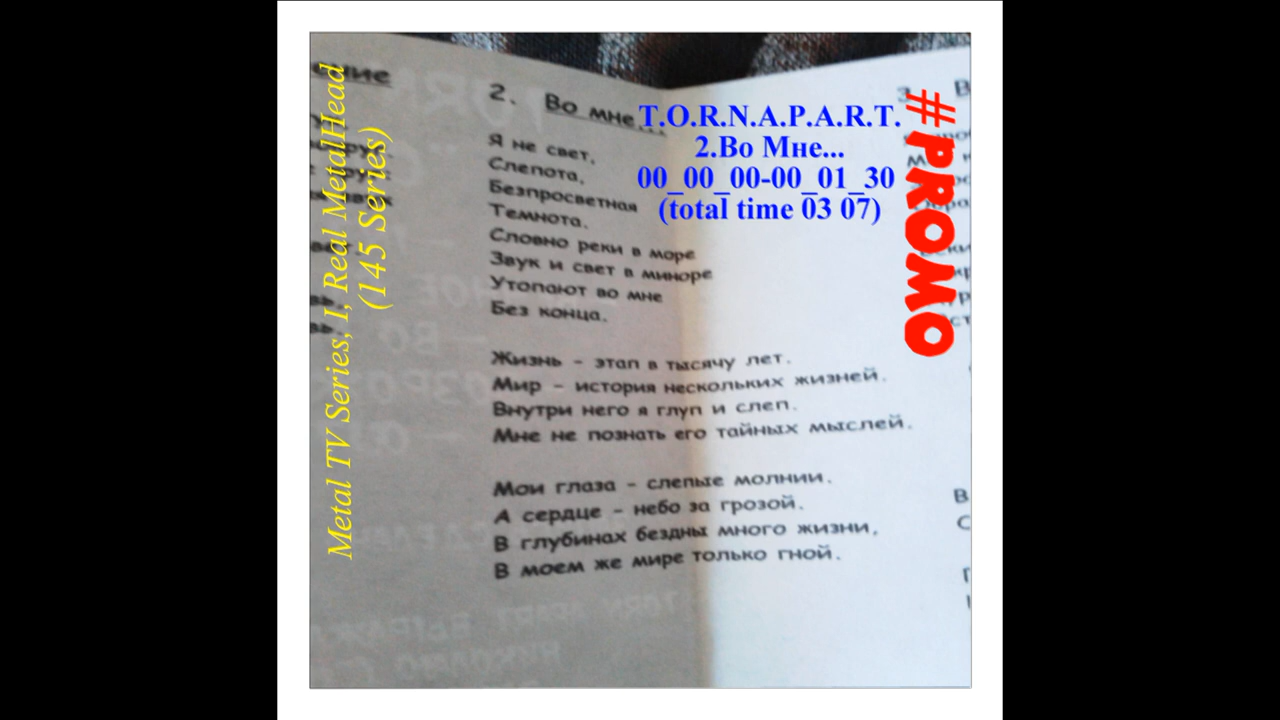 Metal TV Series, I, Real MetalHead
(145 Series)
T.O.R.N.A.P.A.R.T.
2.Во Мне...
00_00_00-00_01_30
(total time 03 07)
#PROMO
2. Во мне...
Я не свет,
Слепота,
Безпросветная
Темнота.
Словно реки в море
Звук и свет в миноре
Утопают во мне
Без конца.
Жизнь - этап в тысячу лет.
Мир - история нескольких жизней.
Внутри него я глуп и слеп.
Мне не познать его тайных мыслей.
Мои глаза - слепые молнии.
А сердце - небо за грозой.
В глубинах бездны много жизни,
В моем же мире только гной.